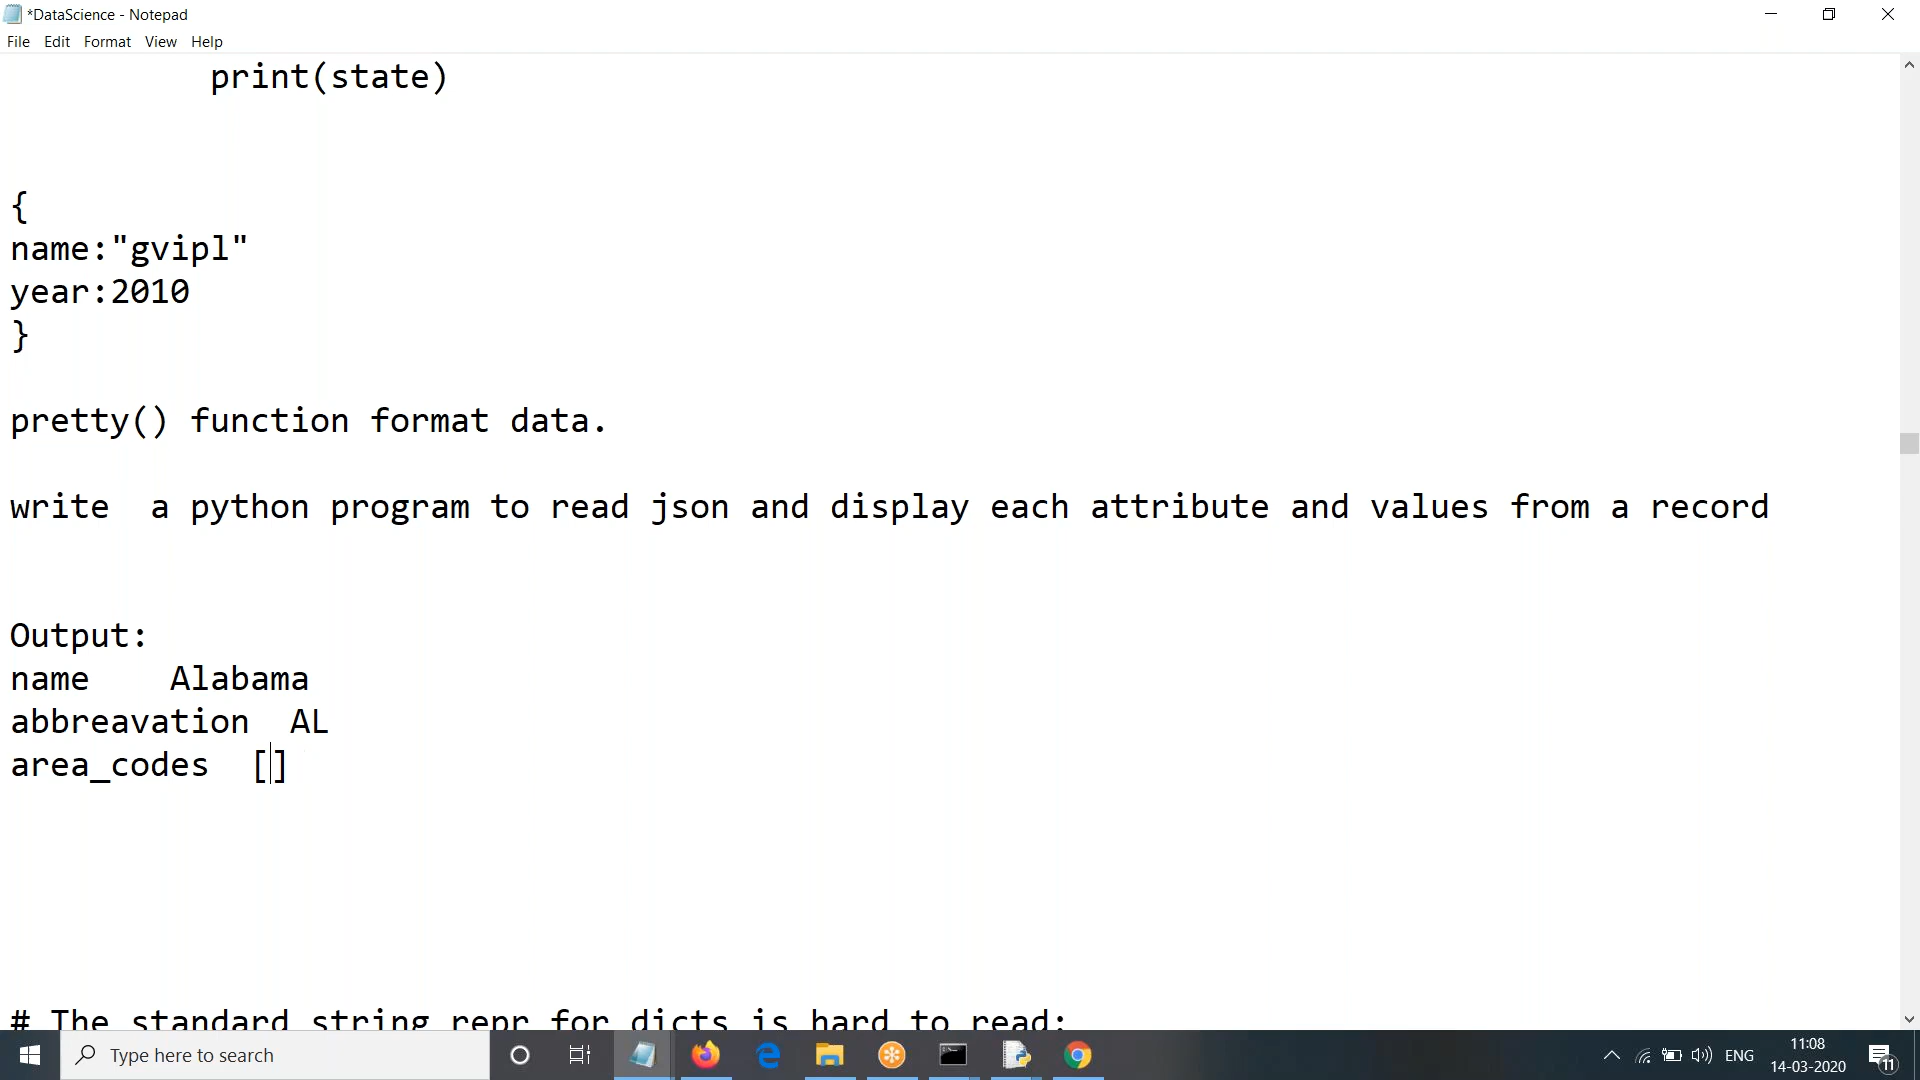 *DataScience - Notepad
File Edit Format View Help
print(state)
{
name:"gvipl"
year:2010
}
pretty() function format data.
write  a python program to read json and display each attribute and values from a record
Output:
name    Alabama
abbreavation  AL
area_codes  []
# The standard string repr for dicts is hard to read:
Type here to search
ENG
11:08
14-03-2020
11